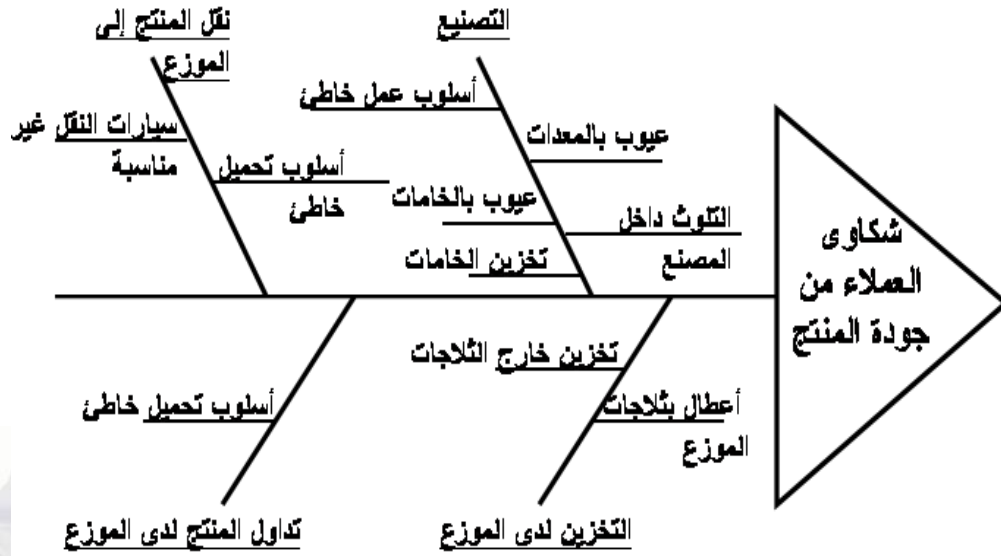 التصنيع
أسلوب عمل خاطئ
عيوب بالمعدات
عيوب بالخامات
التلوث داخل
المصنع
تخزين الخامات
نقل المنتج إلى
الموزع
سيارات النقل غير
مناسبة
أسلوب تحميل
خاطئ
شكاوى
العملاء من
جودة المنتج
تخزين خارج الثلاجات
أعطال بثلاجات
الموزع
التخزين لدى الموزع
أسلوب تحميل خاطئ
تداول المنتج لدى الموزع